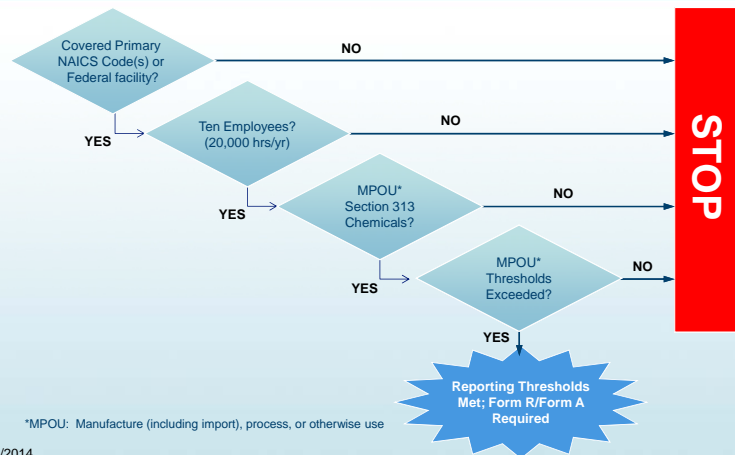 Covered Primary
NAICS Code(s) or
Federal facility?
NO
YES
Ten Employees?
(20,000 hrs/yr)
NO
YES
MPOU*
Section 313
Chemicals?
NO
YES
MPOU*
Thresholds
Exceeded?
NO
YES
STOP
Reporting Thresholds
Met; Form R/Form A
Required
*MPOU: Manufacture (including import), process, or otherwise use
/2014